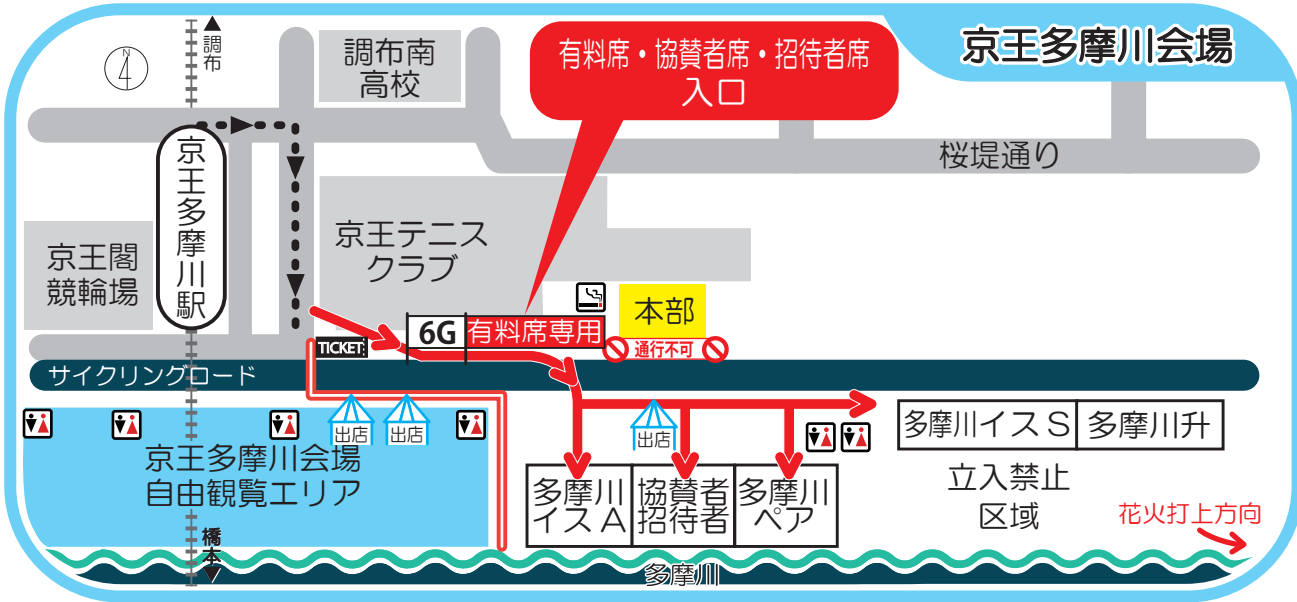 京王多摩川会場
▲調布
N
調布南
高校
有料席・協賛者席・招待者席
入口
桜堤通り
京王多摩川駅
京王閣
競輪場
京王テニス
クラブ
本部
TICKET
6G
有料席専用
通行不可
サイクリングロード
出店
出店
出店
京王多摩川会場
自由観覧エリア
多摩川イスS
多摩川升
多摩川
イスA
協賛者
招待者
多摩川
ペア
立入禁止
区域
花火打上方向
橋本▼
多摩川